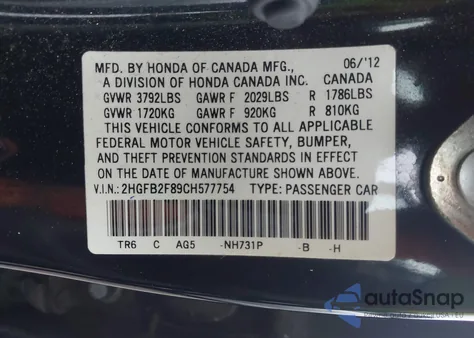 MFD. BY HONDA OF CANADA MFG., 06/'12
A DIVISION OF HONDA CANADA INC. CANADA
GVWR 3792LBS GAWR F 2029LBS R 1786LBS
GVWR 1720KG GAWR F 920KG R 810KG
THIS VEHICLE CONFORMS TO ALL APPLICABLE
FEDERAL MOTOR VEHICLE SAFETY, BUMPER,
AND THEFT PREVENTION STANDARDS IN EFFECT
ON THE DATE OF MANUFACTURE SHOWN ABOVE.
V.I.N.: 2HGFB2F89CH577754 TYPE: PASSENGER CAR
TR6 C AG5 -NH731P -B -H
autoSnap